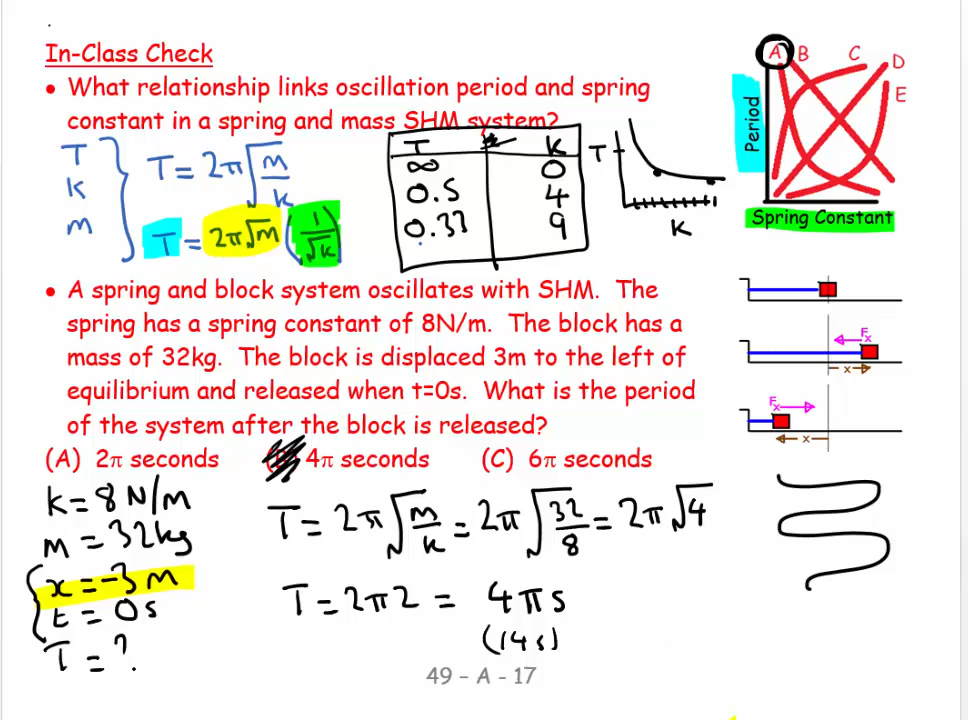 In-Class Check
• What relationship links oscillation period and spring
constant in a spring and mass SHM system?
T
k
m
T = 2π√(m/k)
T = 2π√m (1/√k)
T K
∞ 0
0.5 4
0.33 9
T
K
A B C D
E
Period
Spring Constant
• A spring and block system oscillates with SHM. The
spring has a spring constant of 8N/m. The block has a
mass of 32kg. The block is displaced 3m to the left of
equilibrium and released when t=0s. What is the period
of the system after the block is released?
(A) 2π seconds 4π seconds (C) 6π seconds
Fx
x
Fx
x
k = 8 N/m
m = 32kg
x = -3 m
t = 0 s
T = ?
T = 2π√(m/k) = 2π√(32/8) = 2π√4
T = 2π2 = 4π s
(14 s)
49 – A - 17